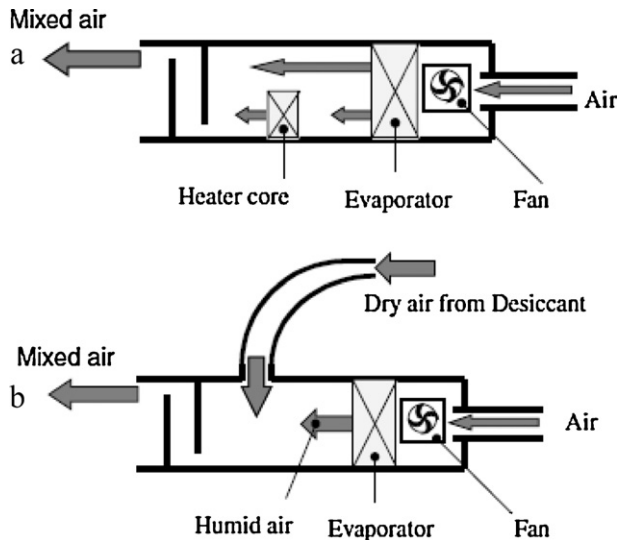 Mixed air
a
Air
Heater core
Evaporator
Fan
Dry air from Desiccant
Mixed air
b
Air
Humid air
Evaporator
Fan